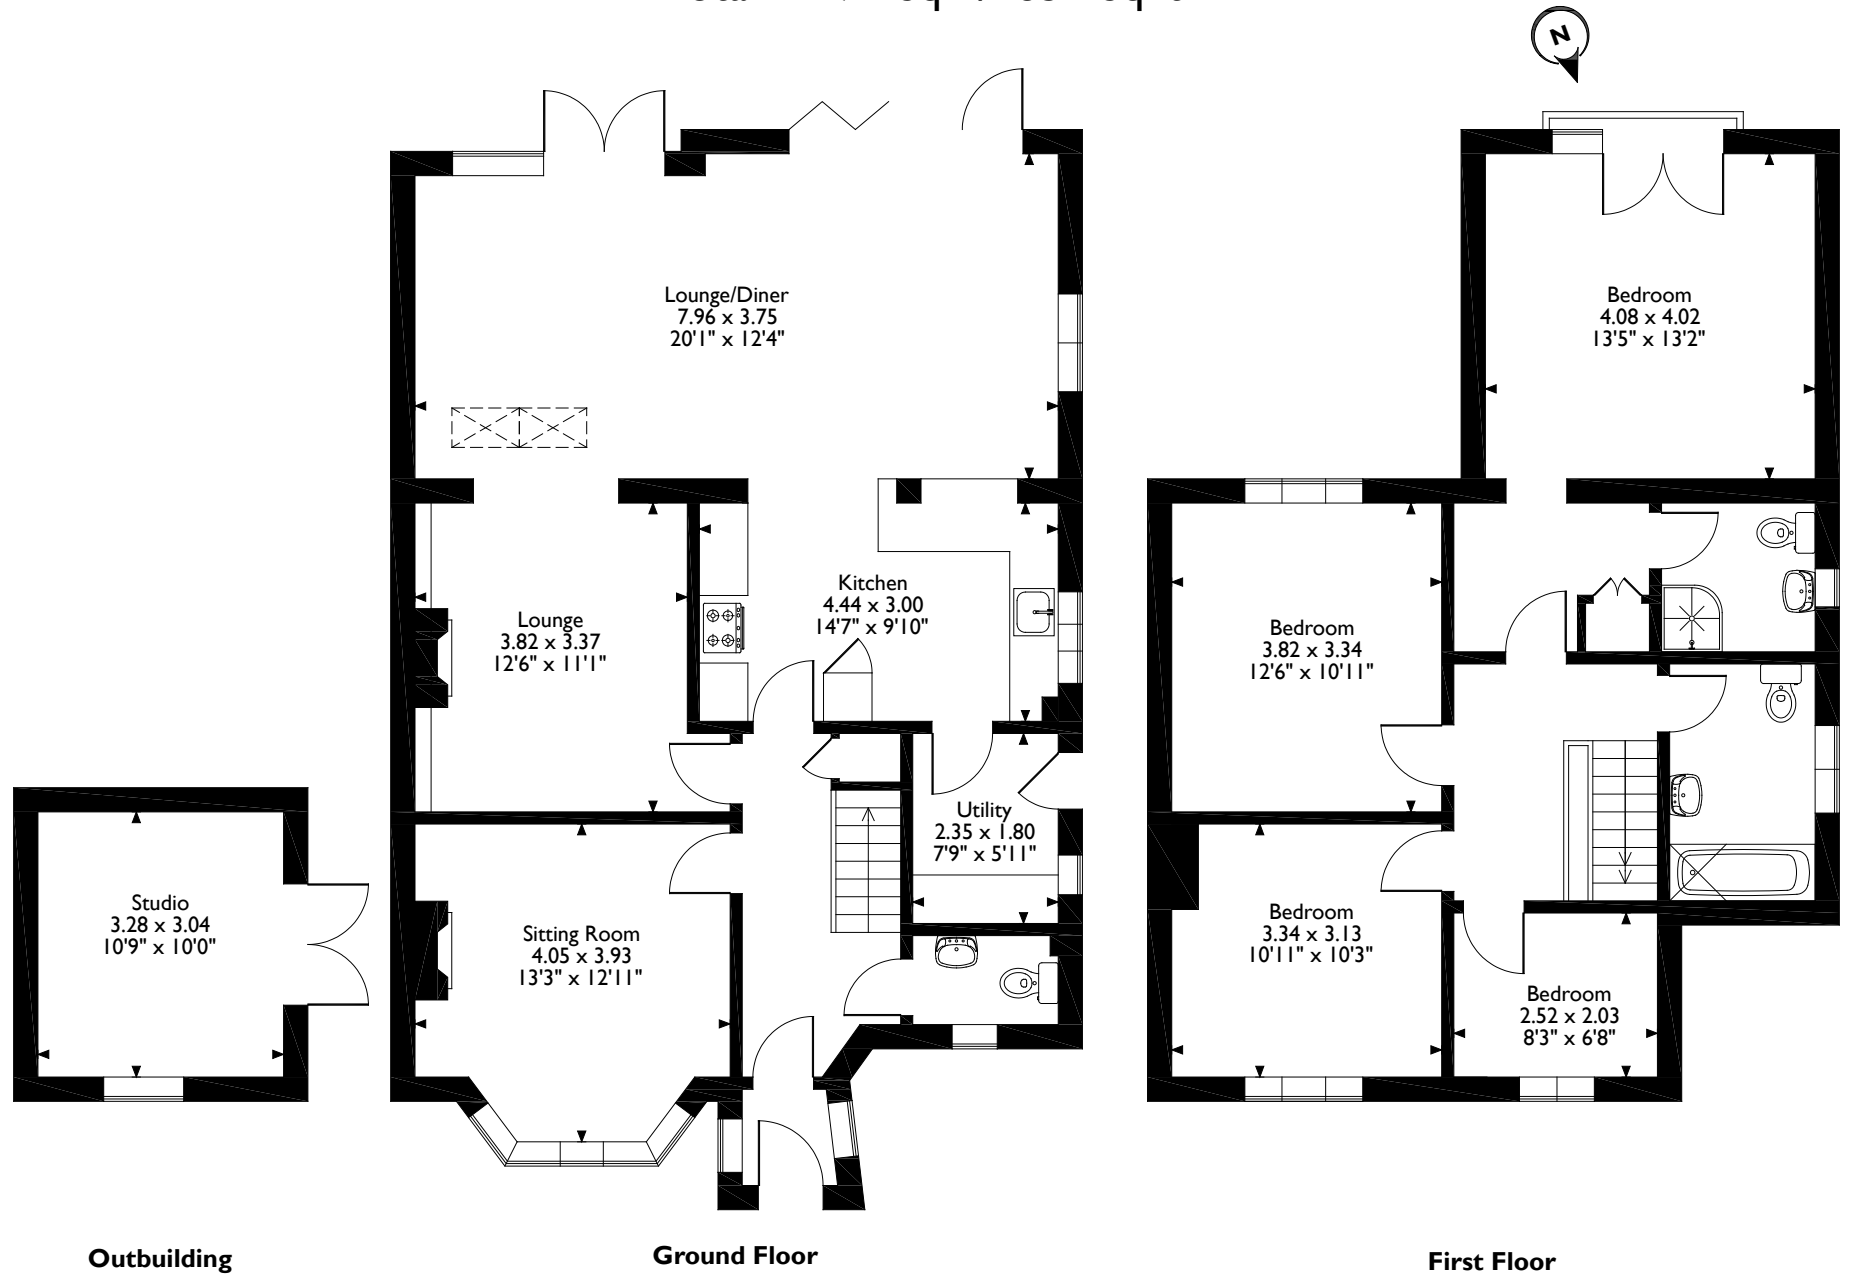 N
Lounge/Diner
7.96 x 3.75
20'1" x 12'4"
Bedroom
4.08 x 4.02
13'5" x 13'2"
Kitchen
4.44 x 3.00
14'7" x 9'10"
Lounge
3.82 x 3.37
12'6" x 11'1"
Bedroom
3.82 x 3.34
12'6" x 10'11"
Utility
2.35 x 1.80
7'9" x 5'11"
Studio
3.28 x 3.04
10'9" x 10'0"
Sitting Room
4.05 x 3.93
13'3" x 12'11"
Bedroom
3.34 x 3.13
10'11" x 10'3"
Bedroom
2.52 x 2.03
8'3" x 6'8"
Outbuilding
Ground Floor
First Floor